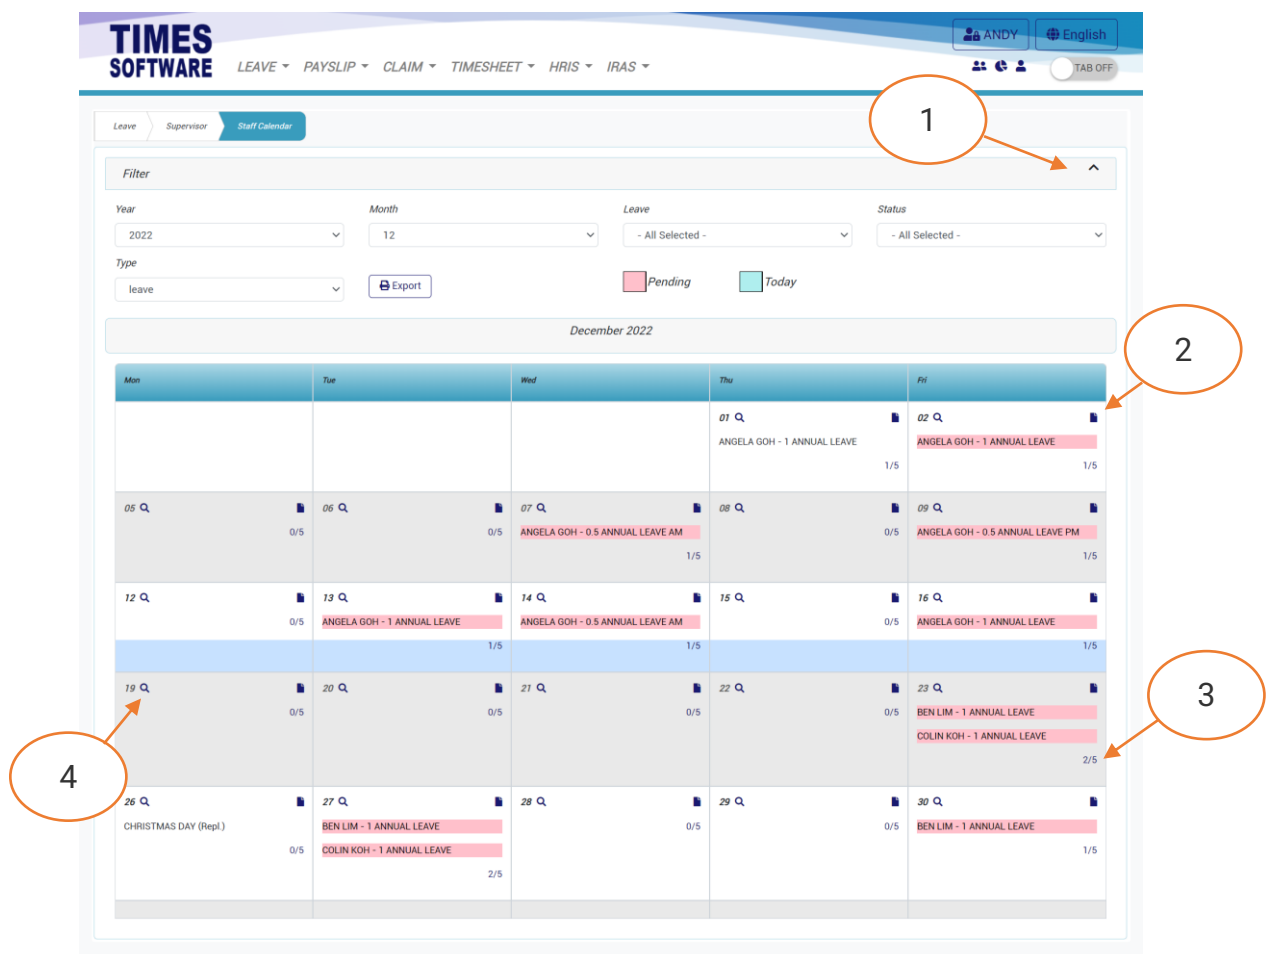 TIMES
SOFTWARE
LEAVE PAYSLIP CLAIM TIMESHEET HRIS IRAS
ANDY English
TAB OFF
1
Leave Supervisor Staff Calendar
Filter
Year Month Leave Status
2022 12 - All Selected - - All Selected -
Type
leave Export Pending Today
December 2022
2
Mon Tue Wed Thu Fri
01 02
ANGELA GOH - 1 ANNUAL LEAVE ANGELA GOH - 1 ANNUAL LEAVE
1/5 1/5
05 06 07 08 09
0/5 0/5 ANGELA GOH - 0.5 ANNUAL LEAVE AM 0/5 ANGELA GOH - 0.5 ANNUAL LEAVE PM
1/5 1/5
12 13 14 15 16
0/5 ANGELA GOH - 1 ANNUAL LEAVE ANGELA GOH - 0.5 ANNUAL LEAVE AM 0/5 ANGELA GOH - 1 ANNUAL LEAVE
1/5 1/5 1/5
19 20 21 22 23
3
0/5 0/5 0/5 0/5 BEN LIM - 1 ANNUAL LEAVE
COLIN KOH - 1 ANNUAL LEAVE
2/5
4
26 27 28 29 30
CHRISTMAS DAY (Repl.) BEN LIM - 1 ANNUAL LEAVE 0/5 0/5 BEN LIM - 1 ANNUAL LEAVE
0/5 COLIN KOH - 1 ANNUAL LEAVE 1/5
2/5